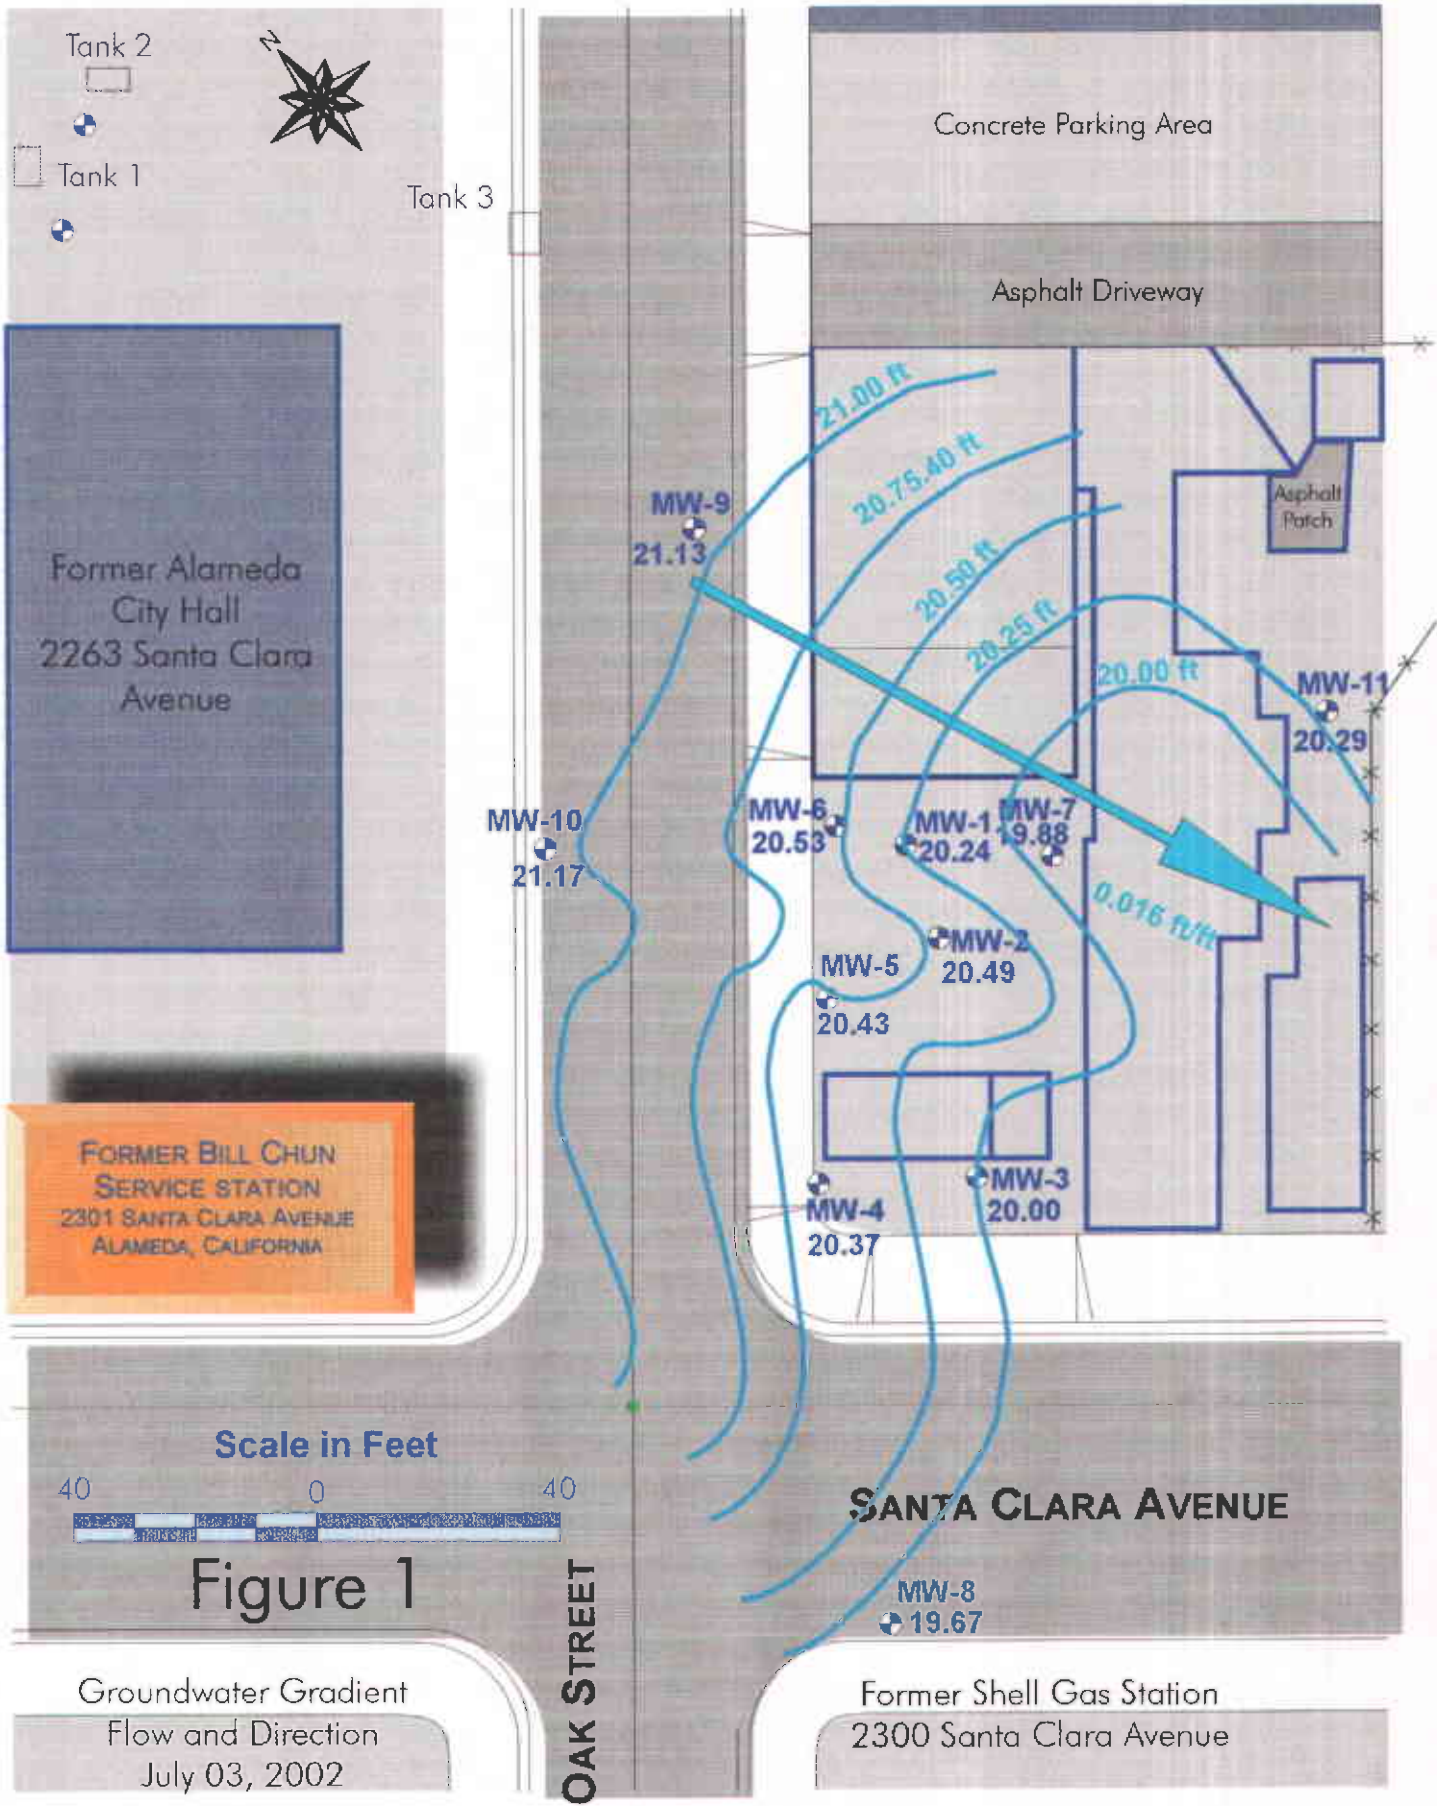 Tank 2
N
Tank 1
Tank 3
Concrete Parking Area
Asphalt Driveway
21.00 ft
20.75.40 ft
20.50 ft
20.25 ft
20.00 ft
Asphalt
Patch
MW-9
21.13
Former Alameda
City Hall
2263 Santa Clara
Avenue
MW-11
20.29
MW-10
21.17
MW-6
20.53
MW-1
20.24
MW-7
19.88
0.016 ft/ft
MW-2
20.49
MW-5
20.43
FORMER BILL CHUN
SERVICE STATION
2301 SANTA CLARA AVENUE
ALAMEDA, CALIFORNIA
MW-3
20.00
MW-4
20.37
Scale in Feet
40 0 40
Figure 1
SANTA CLARA AVENUE
OAK STREET
MW-8
19.67
Groundwater Gradient
Flow and Direction
July 03, 2002
Former Shell Gas Station
2300 Santa Clara Avenue